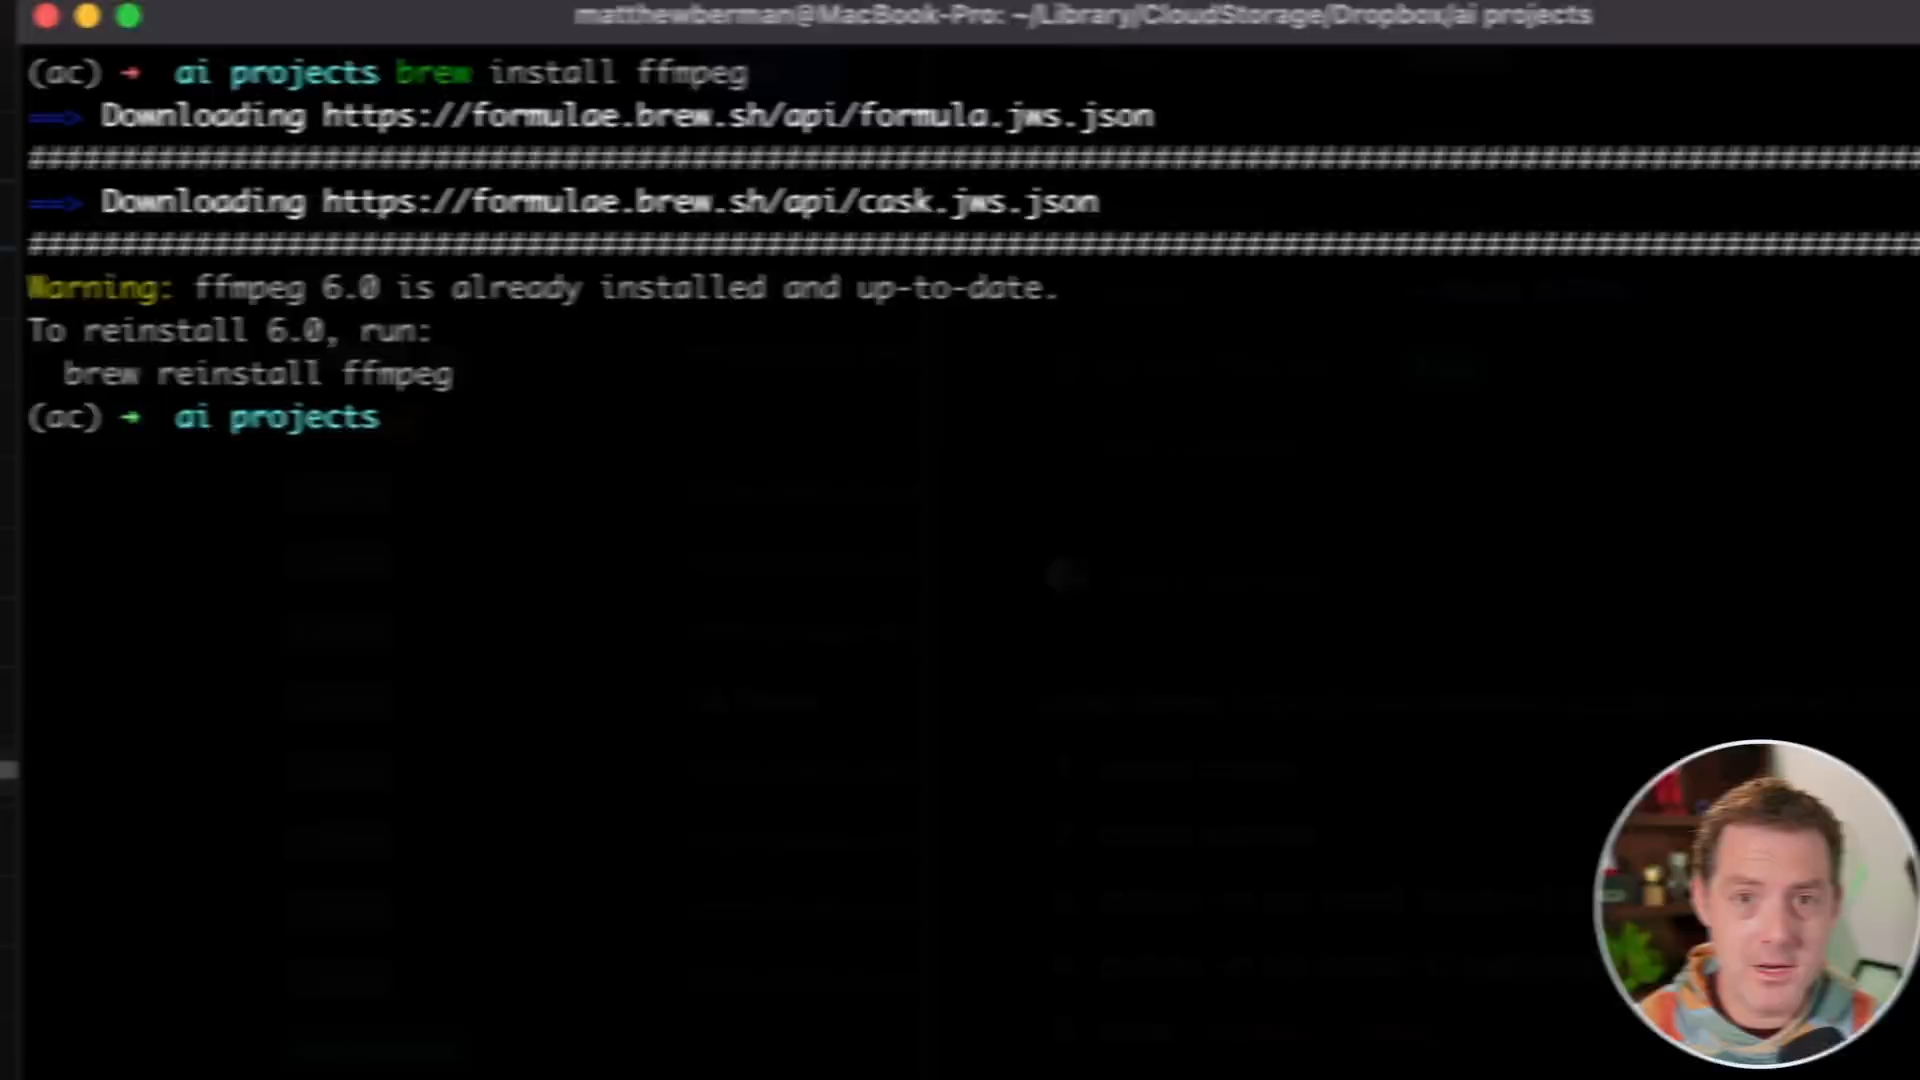 matthewberman@MacBook-Pro: ~/Library/CloudStorage/Dropbox/ai projects
(ac) → ai projects brew install ffmpeg
==> Downloading https://formulae.brew.sh/api/formula.jws.json
####################################################################################################
==> Downloading https://formulae.brew.sh/api/cask.jws.json
####################################################################################################
Warning: ffmpeg 6.0 is already installed and up-to-date.
To reinstall 6.0, run:
  brew reinstall ffmpeg
(ac) → ai projects